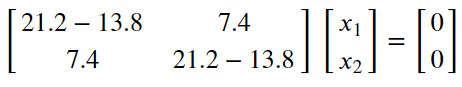 [ 21.2 − 13.8 7.4 ] [ x₁ ] = [ 0 ]
[ 7.4 21.2 − 13.8 ] [ x₂ ] [ 0 ]